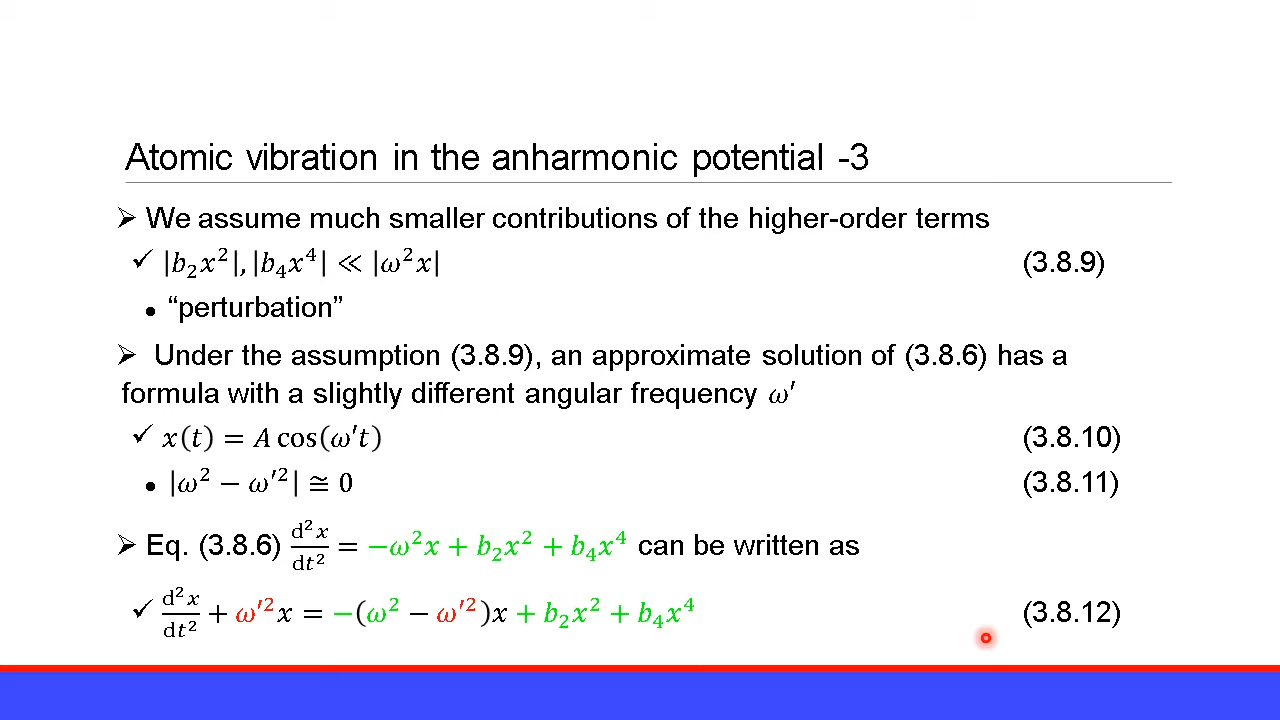 Atomic vibration in the anharmonic potential -3
➢ We assume much smaller contributions of the higher-order terms
✓ |b₂x²|, |b₄x⁴| ≪ |ω²x| (3.8.9)
● “perturbation”
➢ Under the assumption (3.8.9), an approximate solution of (3.8.6) has a
formula with a slightly different angular frequency ω′
✓ x(t) = A cos(ω′t) (3.8.10)
● |ω² − ω′²| ≅ 0 (3.8.11)
➢ Eq. (3.8.6) d²x/dt² = −ω²x + b₂x² + b₄x⁴ can be written as
✓ d²x/dt² + ω′²x = −(ω² − ω′²)x + b₂x² + b₄x⁴ (3.8.12)